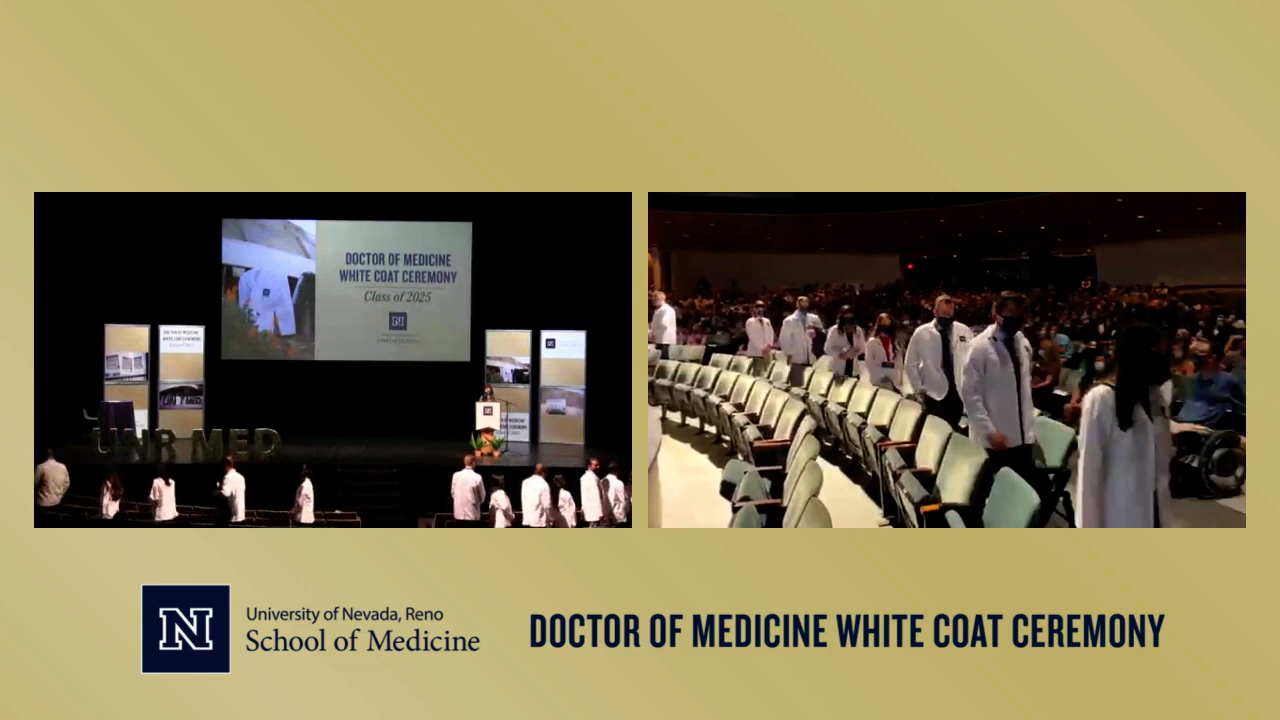 DOCTOR OF MEDICINE
WHITE COAT CEREMONY
Class of 2025
N
UNR MED
N
University of Nevada, Reno
School of Medicine
DOCTOR OF MEDICINE WHITE COAT CEREMONY